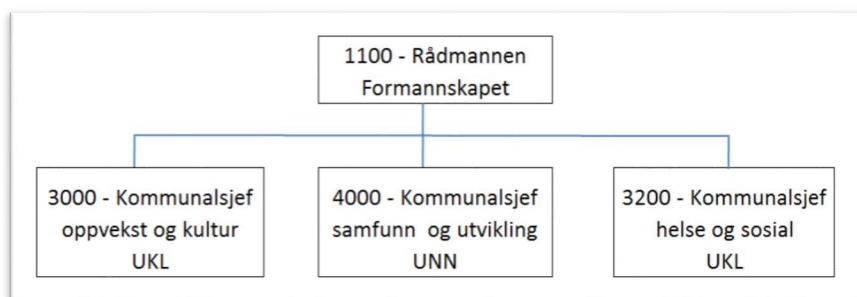 1100 - Rådmannen
Formannskapet
3000 - Kommunalsjef
oppvekst og kultur
UKL
4000 - Kommunalsjef
samfunn og utvikling
UNN
3200 - Kommunalsjef
helse og sosial
UKL